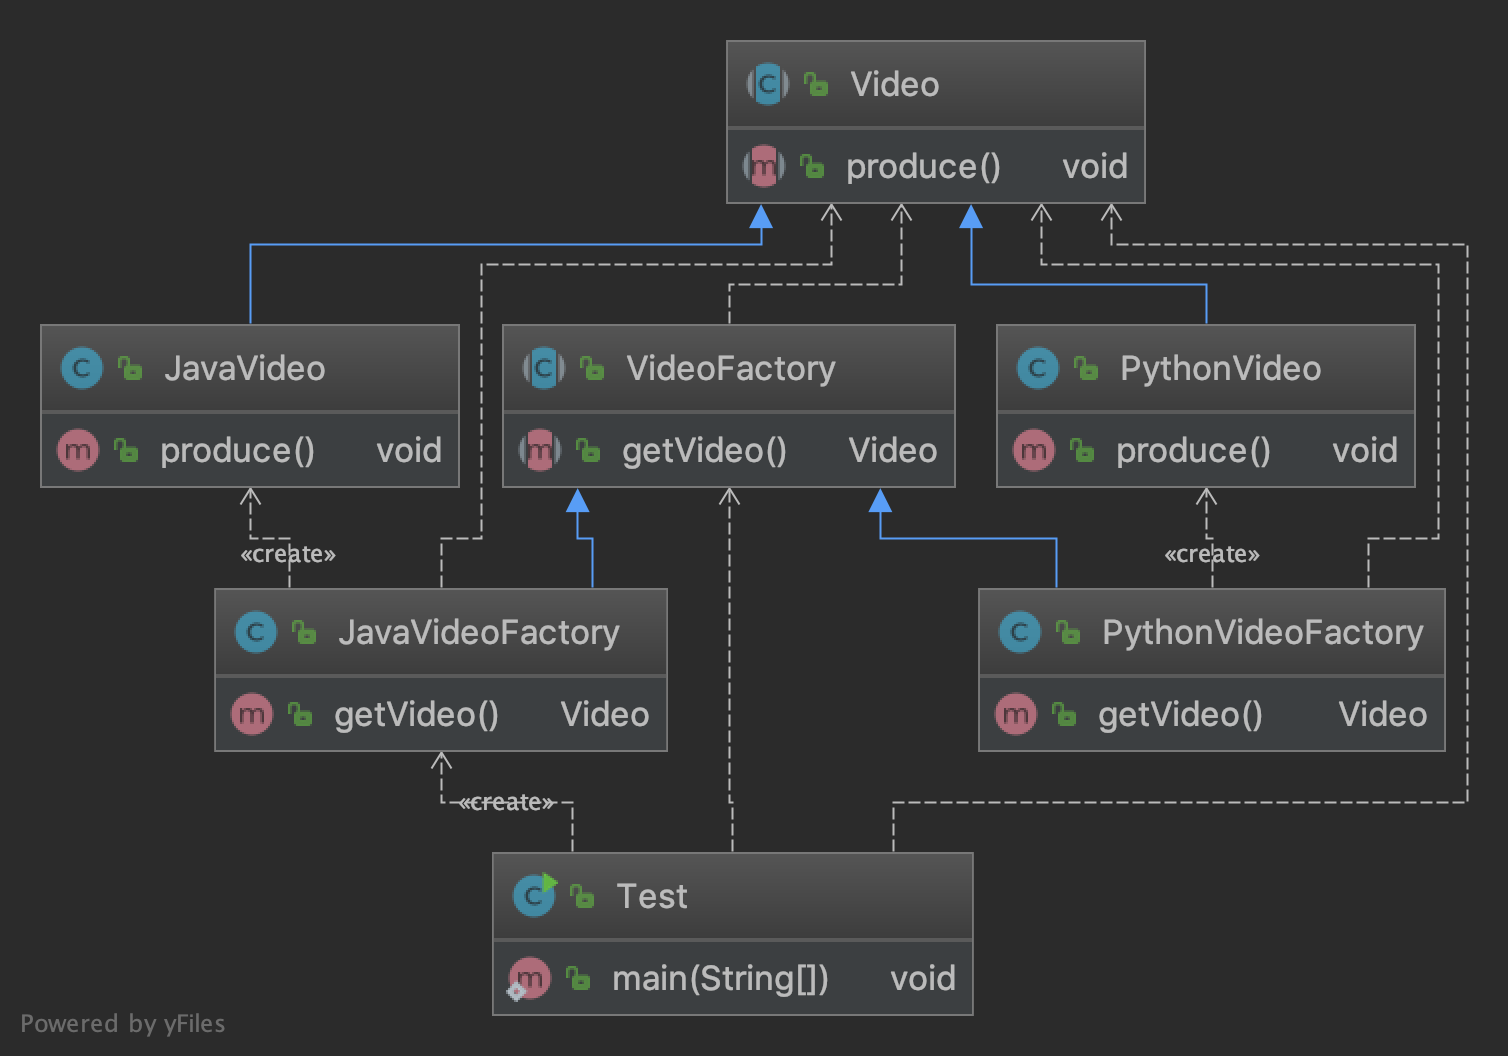 C Video
m produce() void
C JavaVideo
m produce() void
C VideoFactory
m getVideo() Video
C PythonVideo
m produce() void
«create»
«create»
C JavaVideoFactory
m getVideo() Video
C PythonVideoFactory
m getVideo() Video
«create»
C Test
m main(String[]) void
Powered by yFiles